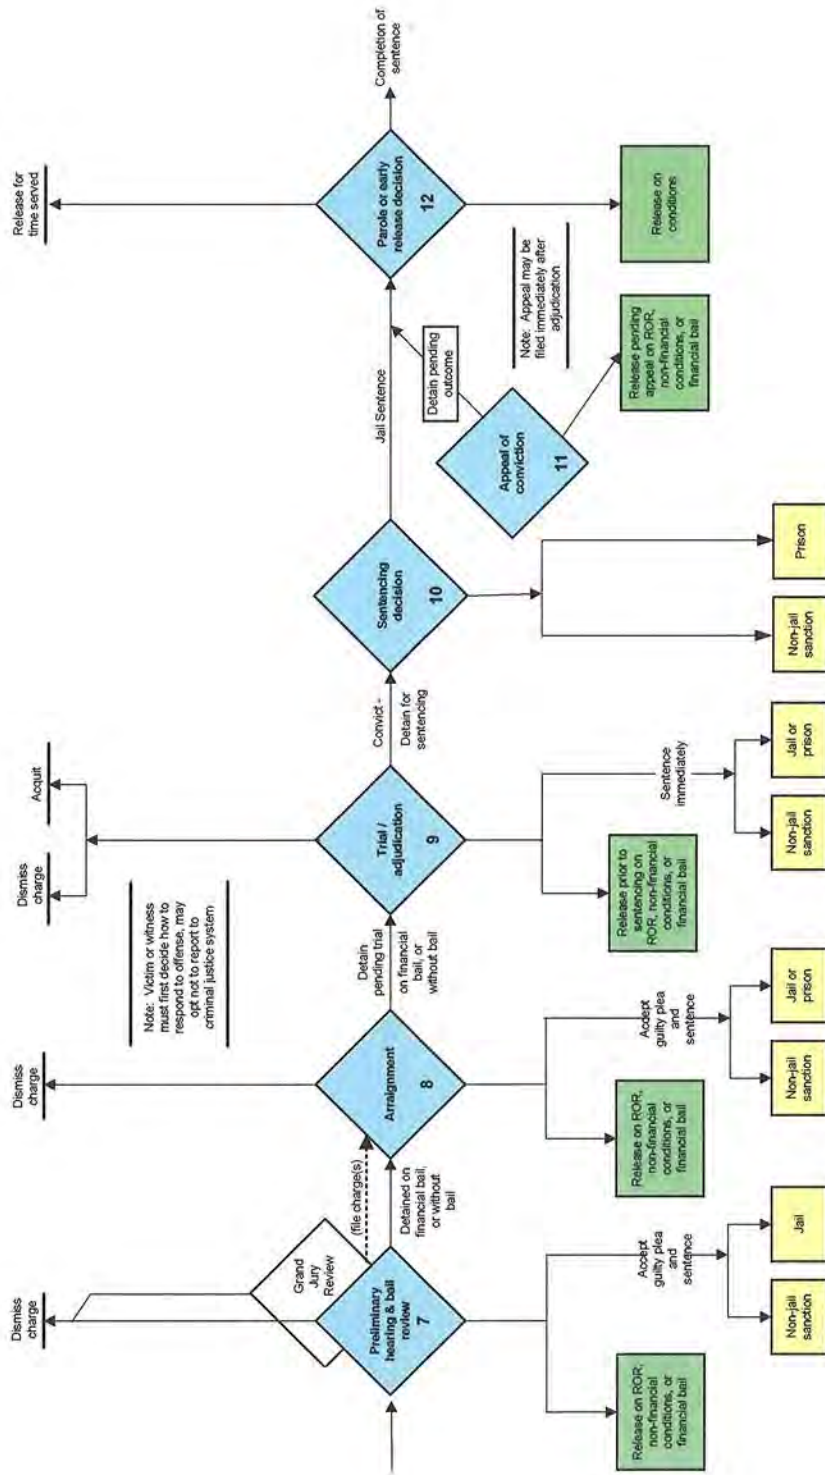 Dismiss
charge
Dismiss
charge
Dismiss
charge
Acquit
Release for
time served
Note:  Victim or witness
must first decide how to
respond to offense, may
opt not to report to
criminal justice system
Grand
Jury
Review
Preliminary
hearing & bail
review
7
(file charge(s)
Detained on
financial bail,
or without
bail
Arraignment
8
Detain
pending trial
on financial
bail, or
without bail
Trial /
adjudication
9
Convict -
Detain for
sentencing
Sentencing
decision
10
Jail Sentence
Detain pending
outcome
Appeal of
conviction
11
Note:  Appeal may be
filed immediately after
adjudication
Parole or early
release decision
12
Completion of
sentence
Release on ROR,
non-financial
conditions, or
financial bail
Accept
guilty plea
and
sentence
Non-jail
sanction
Jail
Release on ROR,
non-financial
conditions, or
financial bail
Accept
guilty plea
and
sentence
Non-jail
sanction
Jail or
prison
Release prior to
sentencing on
ROR, non-financial
conditions, or
financial bail
Sentence
immediately
Non-jail
sanction
Jail or
prison
Non-jail
sanction
Prison
Release pending
appeal on ROR,
non-financial
conditions, or
financial bail
Release on
conditions